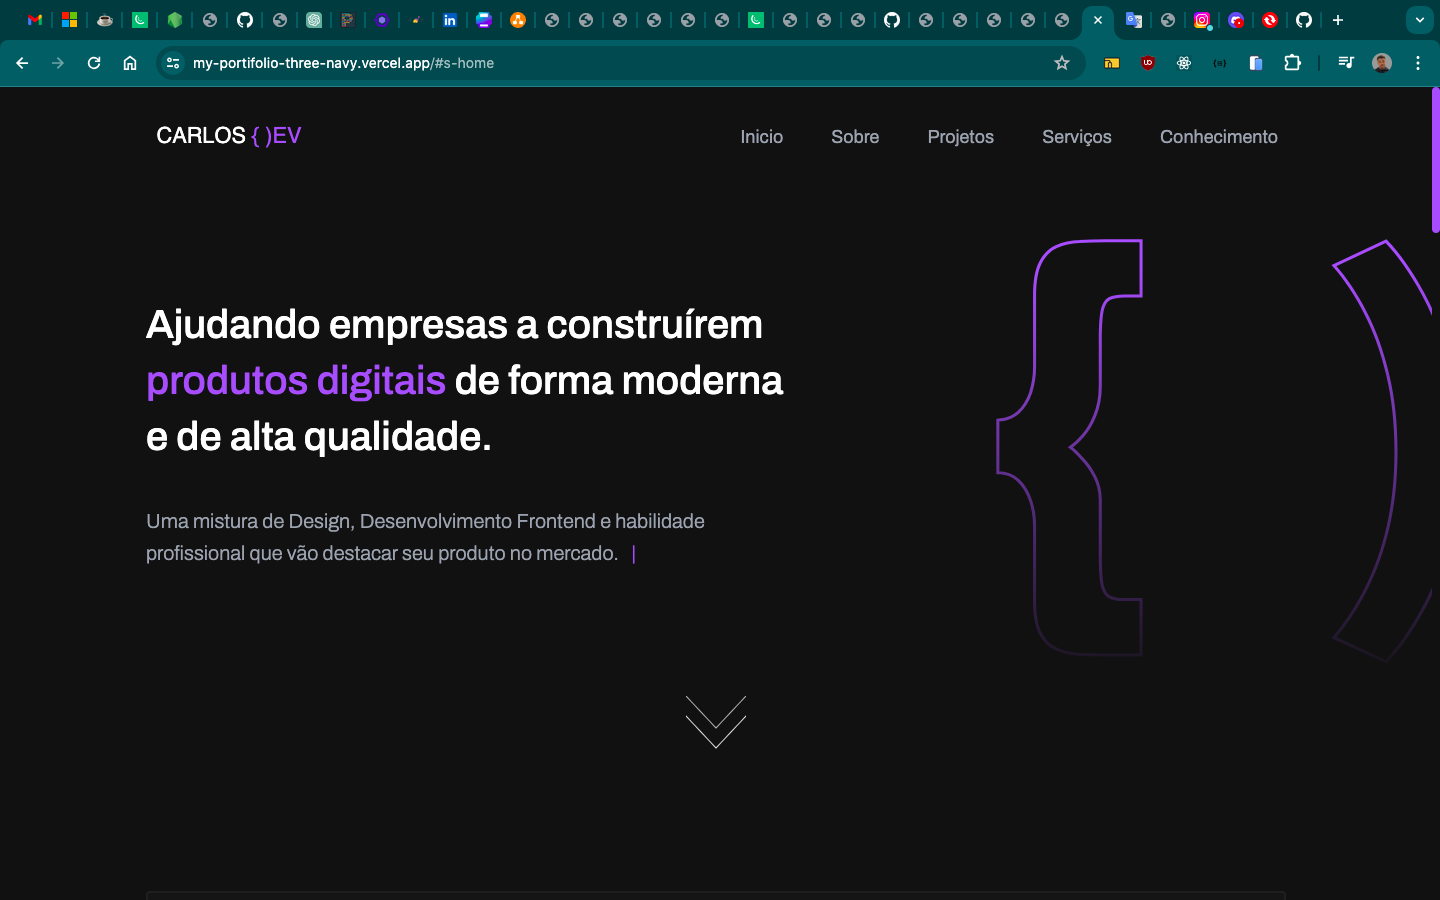 my-portifolio-three-navy.vercel.app/#s-home
CARLOS { )EV
Inicio
Sobre
Projetos
Serviços
Conhecimento
Ajudando empresas a construírem
produtos digitais de forma moderna
e de alta qualidade.
Uma mistura de Design, Desenvolvimento Frontend e habilidade
profissional que vão destacar seu produto no mercado. |
{ )